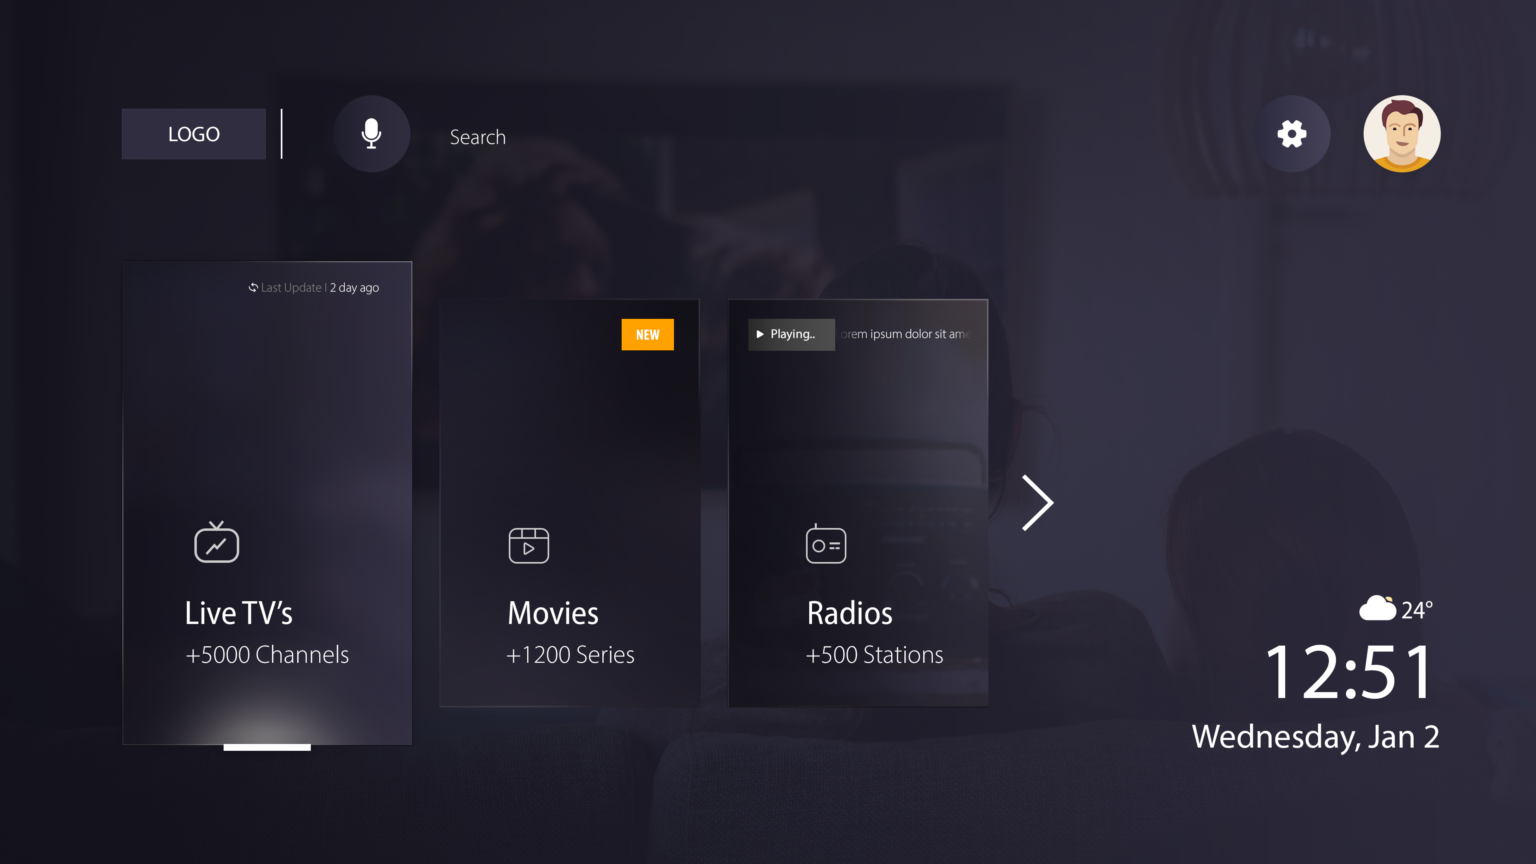 LOGO
Search
Last Update | 2 day ago
NEW
Playing..
orem ipsum dolor sit ame
Live TV's
+5000 Channels
Movies
+1200 Series
Radios
+500 Stations
24°
12:51
Wednesday, Jan 2